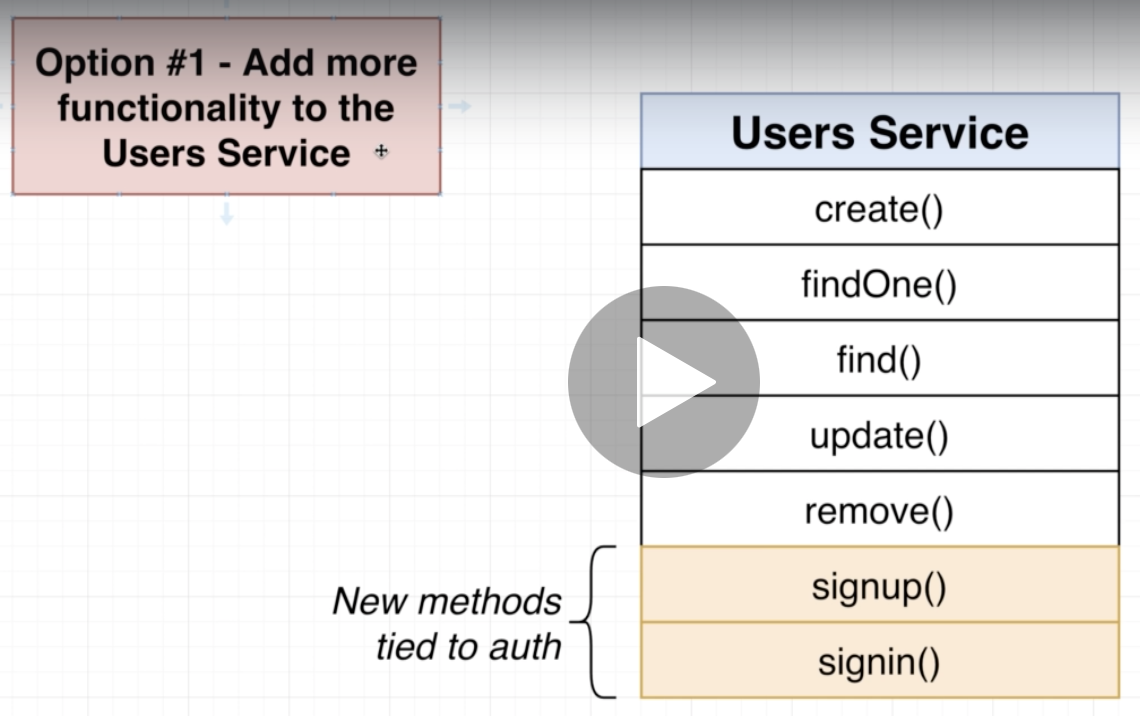 Option #1 - Add more
functionality to the
Users Service
Users Service
create()
findOne()
find()
update()
remove()
New methods
tied to auth
signup()
signin()